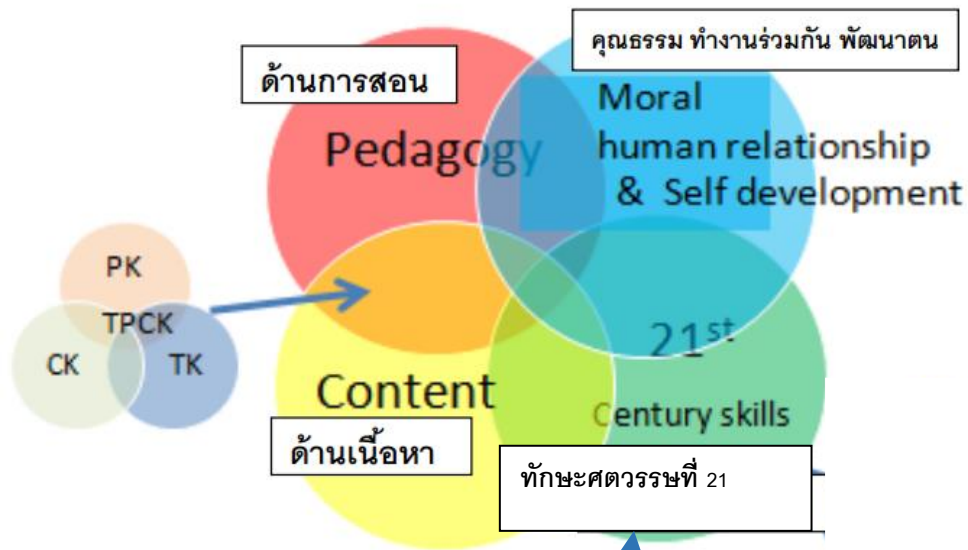 คุณธรรม ทำงานร่วมกัน พัฒนาตน
ด้านการสอน
Moral
human relationship
& Self development
Pedagogy
PK
TPCK
CK
TK
21st
Century skills
Content
ด้านเนื้อหา
ทักษะศตวรรษที่ 21